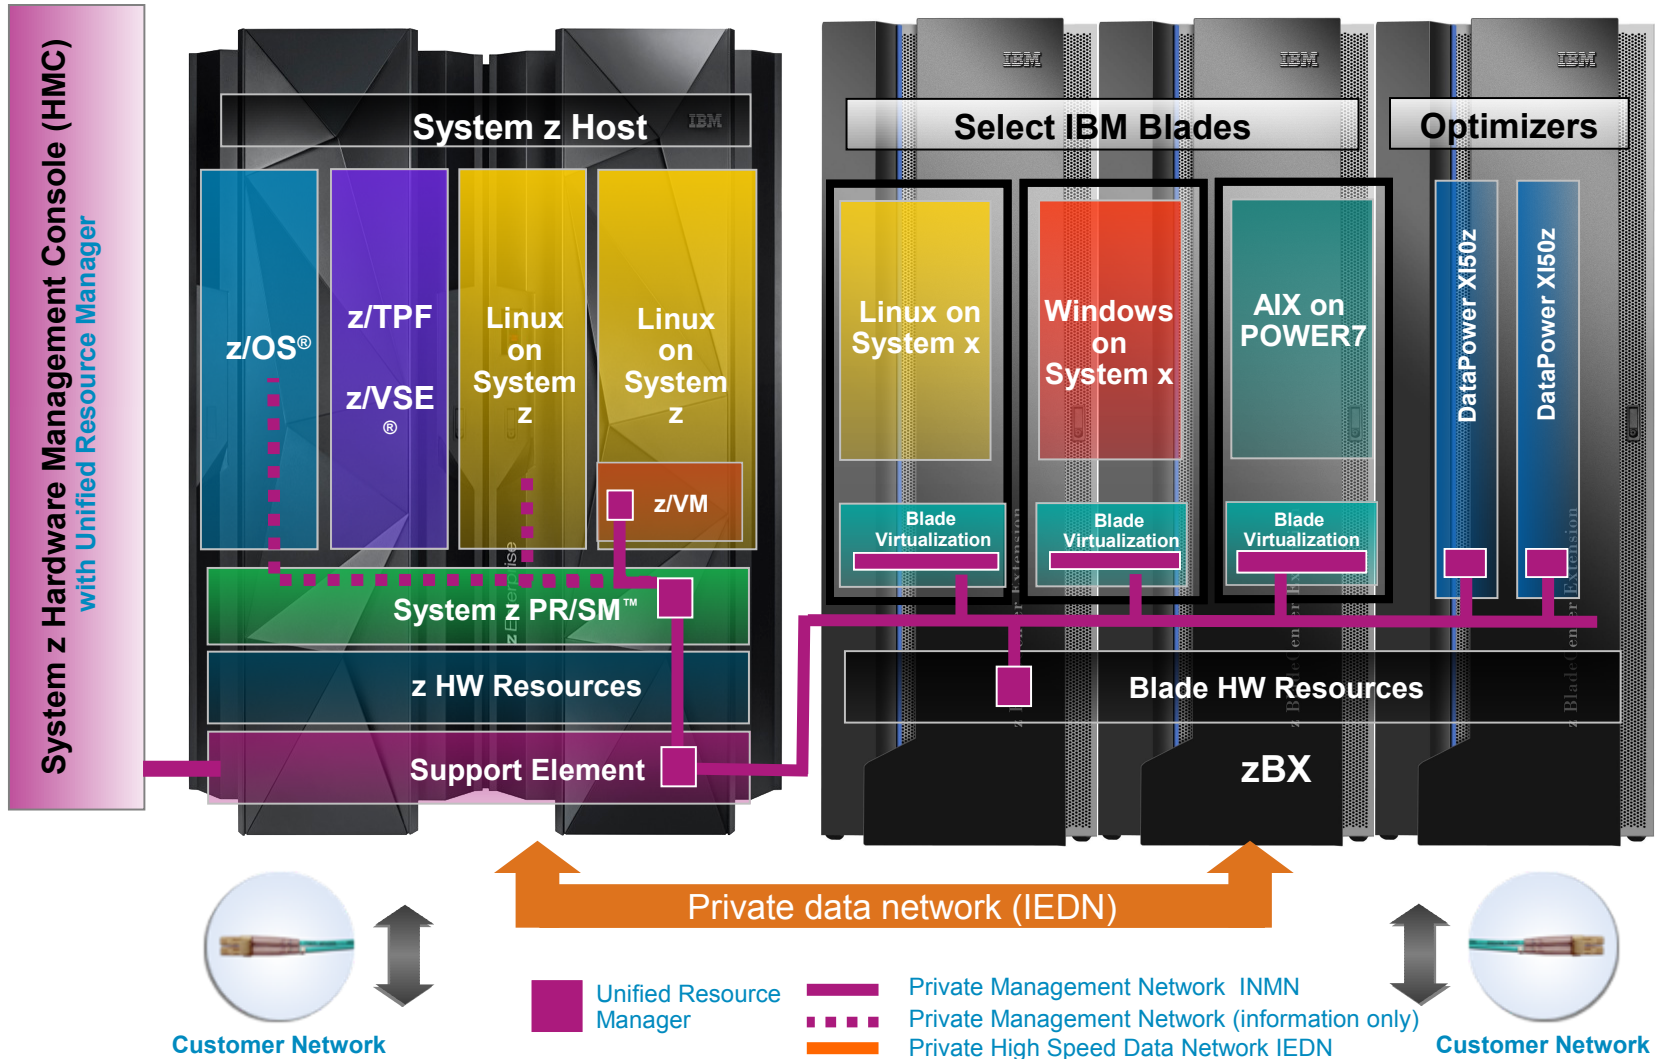 System z Hardware Management Console (HMC)
with Unified Resource Manager
System z Host
IBM
z/OS®
z/TPF
z/VSE
®
Linux
on
System
z
Linux
on
System
z
z/VM
System z PR/SM™
z Enterprise
z HW Resources
Support Element
IBM
IBM
Select IBM Blades
Optimizers
Linux on
System x
Windows
on
System x
AIX on
POWER7
DataPower XI50z
DataPower XI50z
Blade
Virtualization
Blade
Virtualization
Blade
Virtualization
Blade HW Resources
z BladeCenter Extension
zBX
Private data network (IEDN)
Customer Network
Unified Resource
Manager
Private Management Network INMN
Private Management Network (information only)
Private High Speed Data Network IEDN
Customer Network